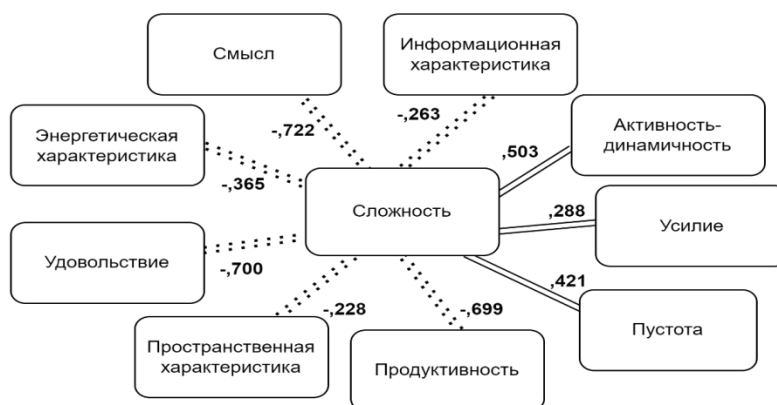 Смысл
Информационная
характеристика
-,722
-,263
Энергетическая
характеристика
-,365
Активность-
динамичность
,503
Сложность
,288
Усилие
Удовольствие
-,700
,421
Пустота
-,228
-,699
Пространственная
характеристика
Продуктивность